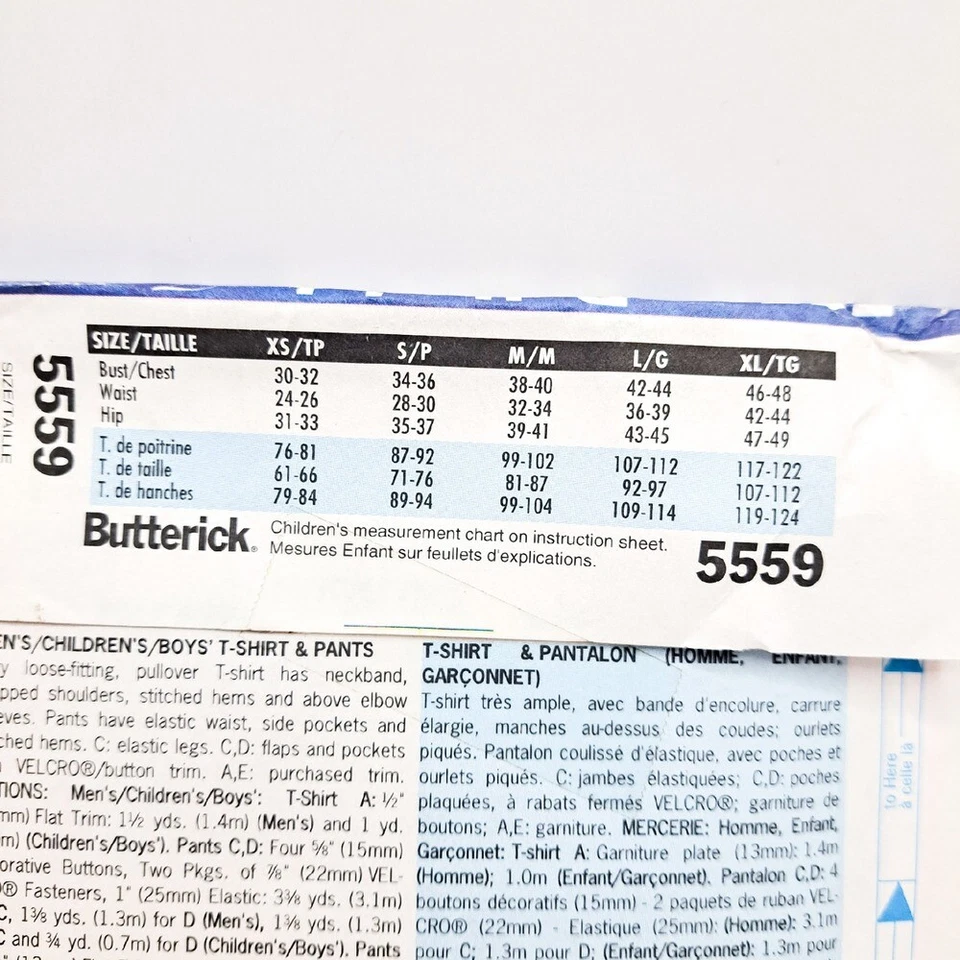 SIZE/TAILLE XS/TP S/P M/M L/G XL/TG
Bust/Chest 30-32 34-36 38-40 42-44 46-48
Waist 24-26 28-30 32-34 36-39 42-44
Hip 31-33 35-37 39-41 43-45 47-49
T. de poitrine 76-81 87-92 99-102 107-112 117-122
T. de taille 61-66 71-76 81-87 92-97 107-112
T. de hanches 79-84 89-94 99-104 109-114 119-124
5559
SIZE/TAILLE
Butterick®
Children's measurement chart on instruction sheet.
Mesures Enfant sur feuillets d'explications.
5559
EN'S/CHILDREN'S/BOYS' T-SHIRT & PANTS
y loose-fitting, pullover T-shirt has neckband,
pped shoulders, stitched hems and above elbow
eves. Pants have elastic waist, side pockets and
ched hems. C: elastic legs. C,D: flaps and pockets
VELCRO®/button trim. A,E: purchased trim.
TIONS: Men's/Children's/Boys': T-Shirt A: ½"
mm) Flat Trim: 1½ yds. (1.4m) (Men's) and 1 yd.
m) (Children's/Boys'). Pants C,D: Four ⅝" (15mm)
orative Buttons, Two Pkgs. of ⅞" (22mm) VEL-
® Fasteners, 1" (25mm) Elastic: 3⅜ yds. (3.1m)
C, 1⅜ yds. (1.3m) for D (Men's), 1⅜ yds. (1.3m)
C and ¾ yd. (0.7m) for D (Children's/Boys'). Pants
T-SHIRT & PANTALON (HOMME, ENFANT,
GARÇONNET)
T-shirt très ample, avec bande d'encolure, carrure
élargie, manches au-dessus des coudes; ourlets
piqués. Pantalon coulissé d'élastique, avec poches et
ourlets piqués. C: jambes élastiquées; C,D: poches
plaquées, à rabats fermés VELCRO®; garniture de
boutons; A,E: garniture. MERCERIE: Homme, Enfant,
Garçonnet: T-shirt A: Garniture plate (13mm): 1.4m
(Homme); 1.0m (Enfant/Garçonnet). Pantalon C,D: 4
boutons décoratifs (15mm) - 2 paquets de ruban VEL-
CRO® (22mm) - Elastique (25mm): (Homme): 3.1m
pour C; 1.3m pour D; (Enfant/Garçonnet): 1.3m pour
to Here
à celle là